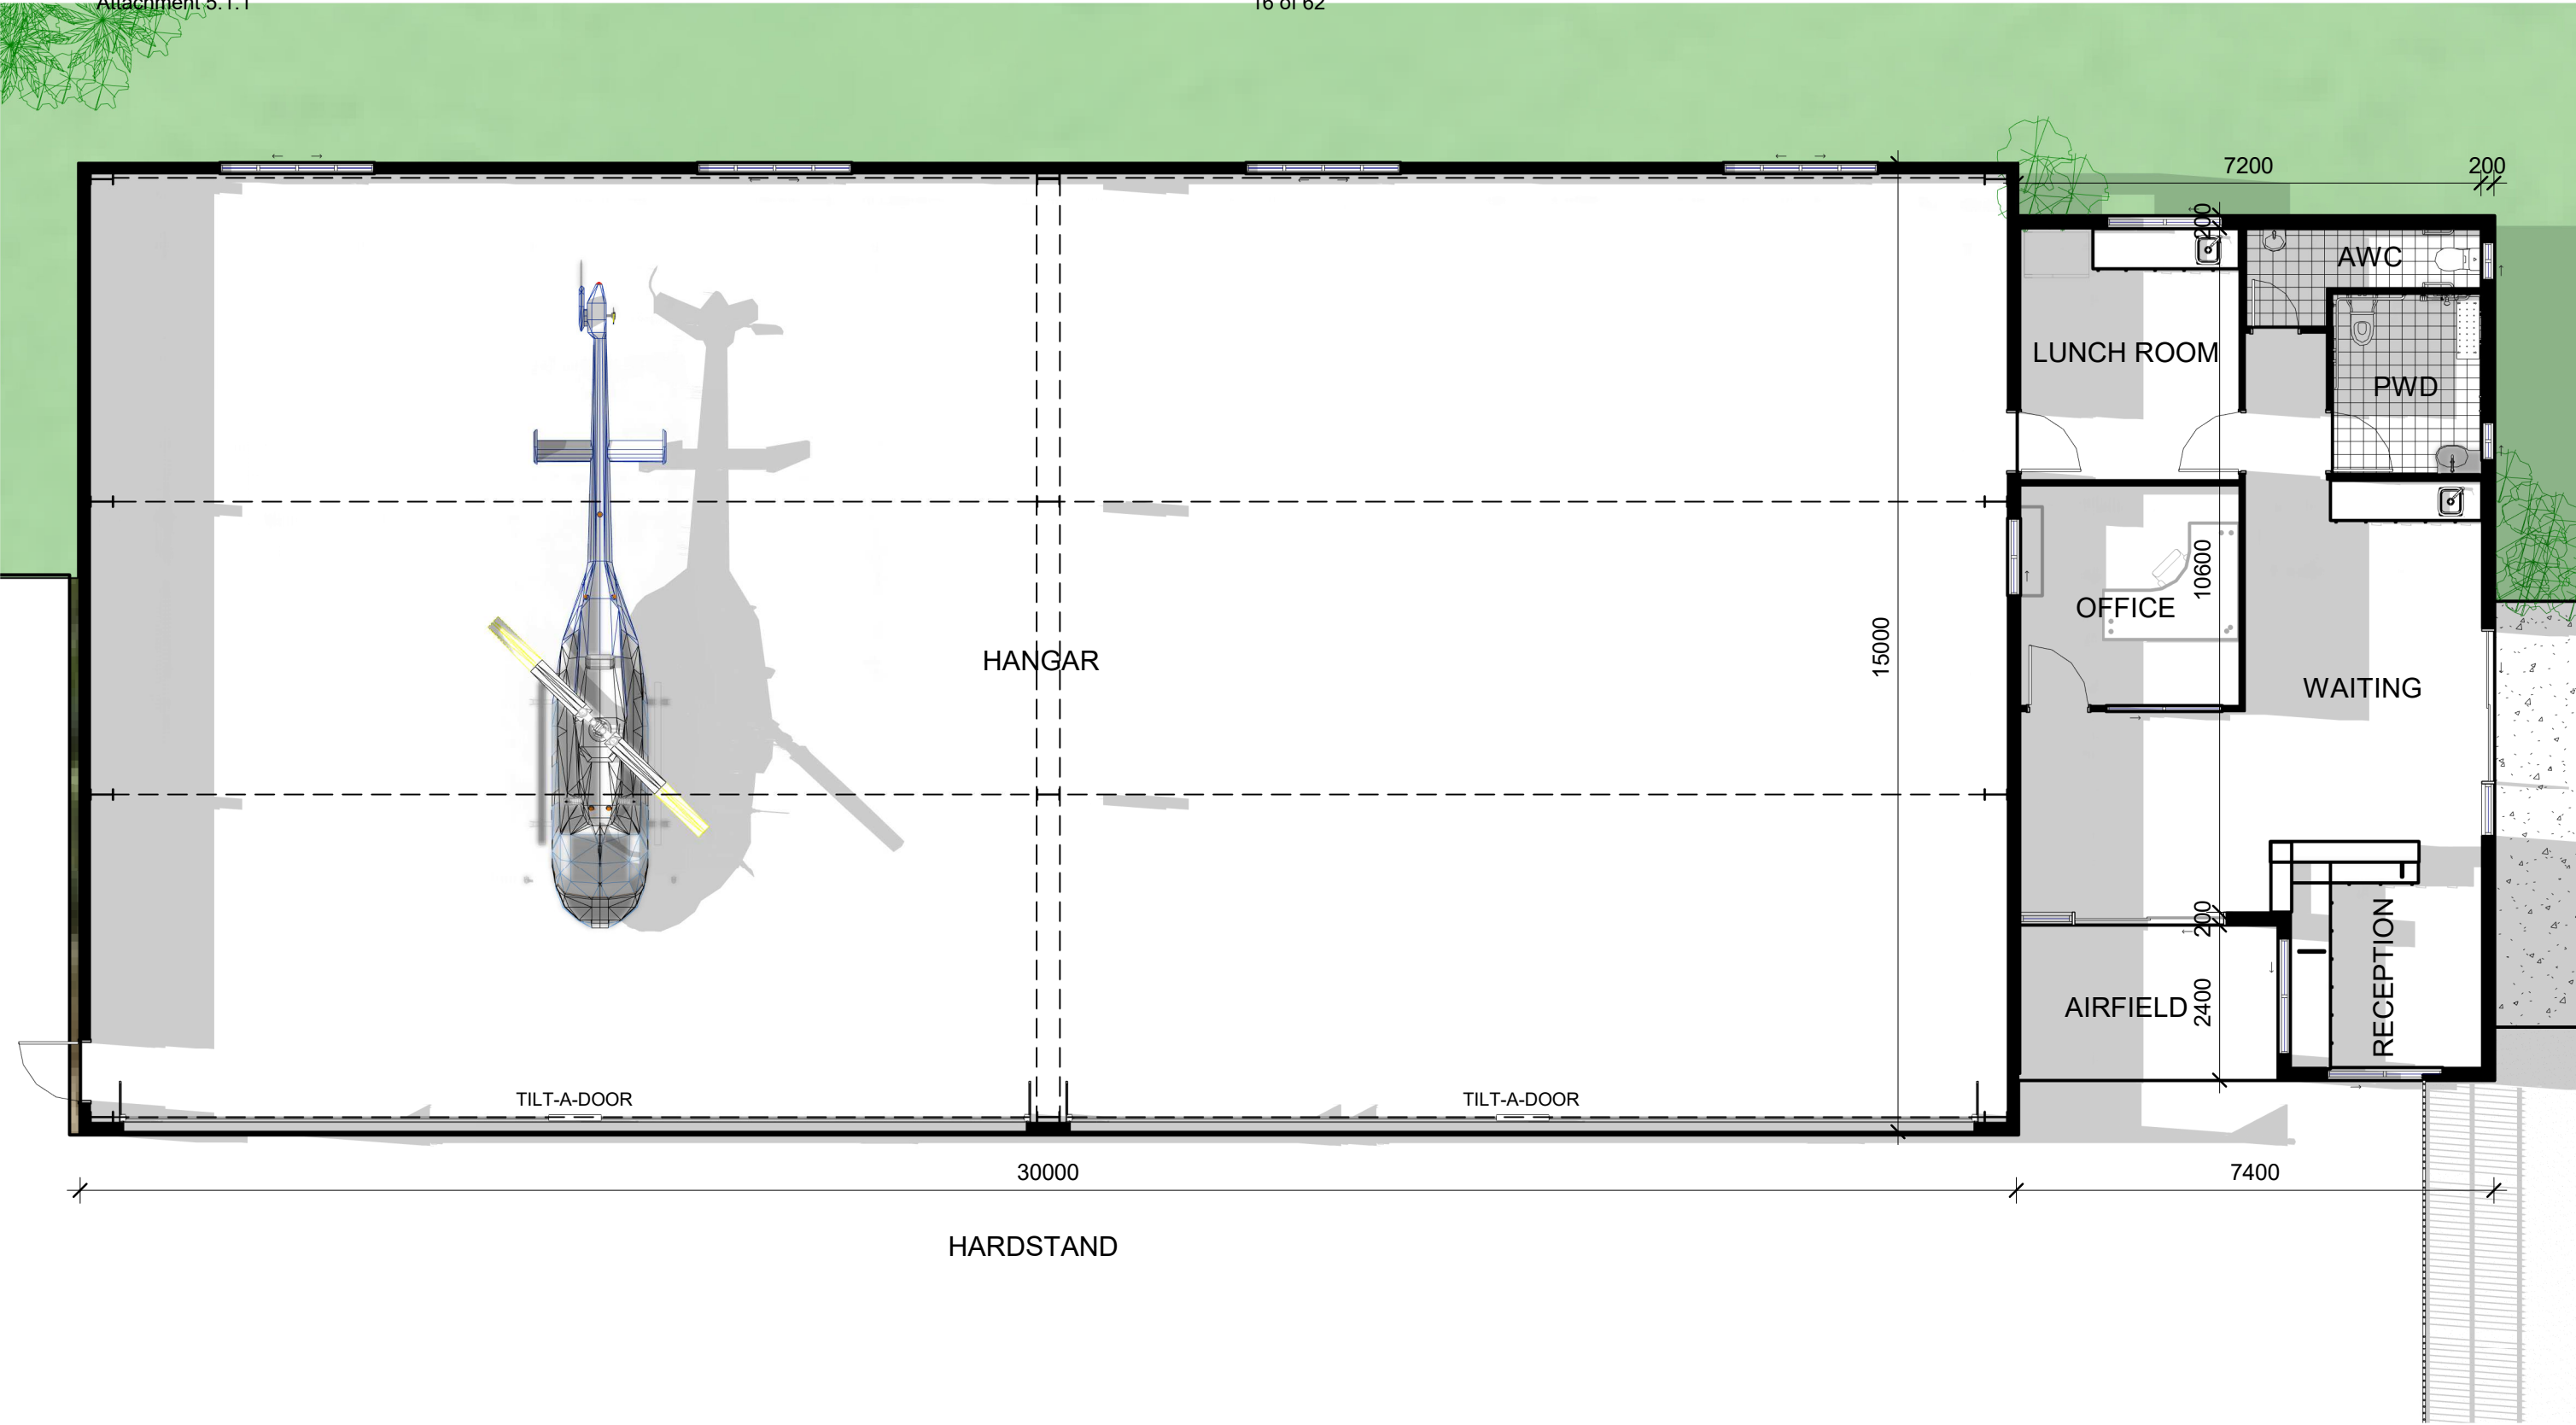 Attachment 5.1.1
16 of 62
7200
200
200
AWC
LUNCH ROOM
PWD
10600
OFFICE
15000
HANGAR
WAITING
200
RECEPTION
AIRFIELD
2400
TILT-A-DOOR
TILT-A-DOOR
30000
7400
HARDSTAND